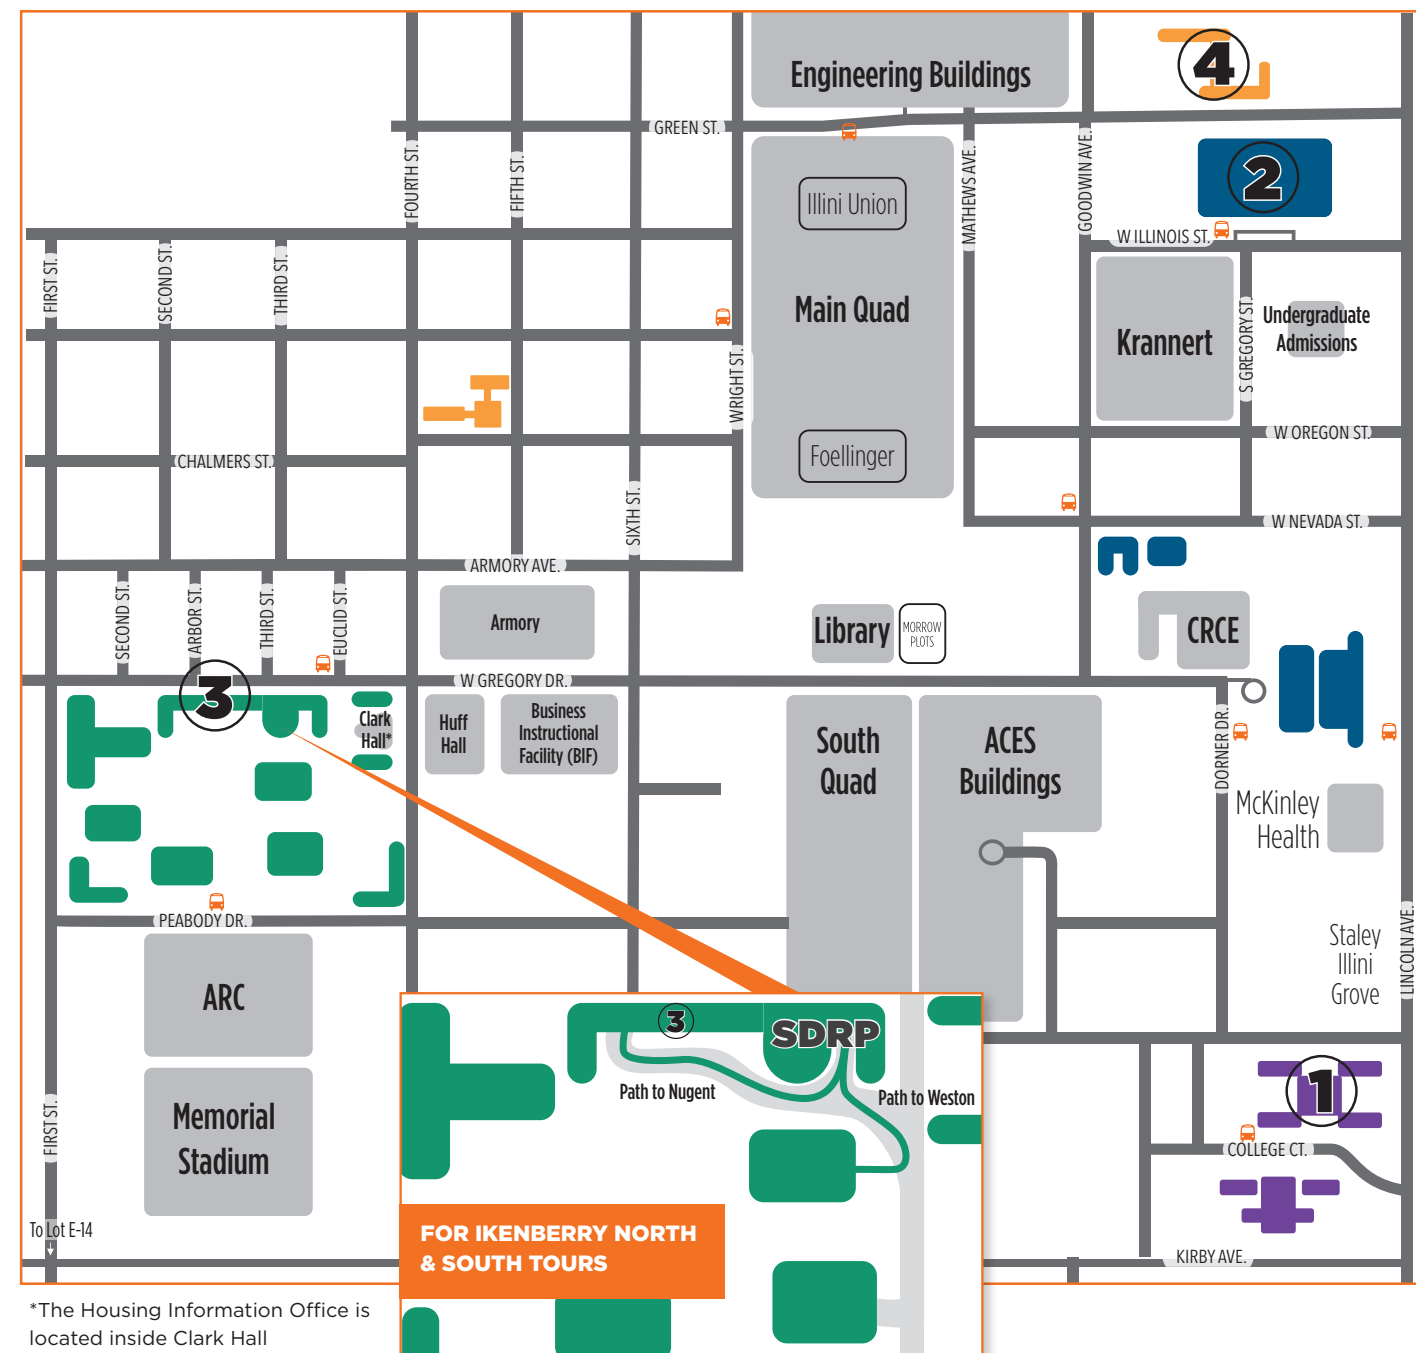 Engineering Buildings
4
GREEN ST.
FOURTH ST.
FIFTH ST.
MATHEWS AVE.
GOODWIN AVE.
2
Illini Union
W ILLINOIS ST.
FIRST ST.
SECOND ST.
THIRD ST.
Main Quad
Krannert
S GREGORY ST.
Undergraduate
Admissions
WRIGHT ST.
W OREGON ST.
Foellinger
CHALMERS ST.
SIXTH ST.
W NEVADA ST.
ARMORY AVE.
SECOND ST.
ARBOR ST.
THIRD ST.
EUCLID ST.
Armory
Library
MORROW
PLOTS
CRCE
W GREGORY DR.
3
Clark
Hall*
Huff
Hall
Business
Instructional
Facility (BIF)
South
Quad
ACES
Buildings
DORNER DR.
McKinley
Health
PEABODY DR.
LINCOLN AVE.
Staley
Illini
Grove
ARC
3
SDRP
Path to Nugent
Path to Weston
1
Memorial
Stadium
FIRST ST.
COLLEGE CT.
To Lot E-14
FOR IKENBERRY NORTH
& SOUTH TOURS
KIRBY AVE.
*The Housing Information Office is
located inside Clark Hall